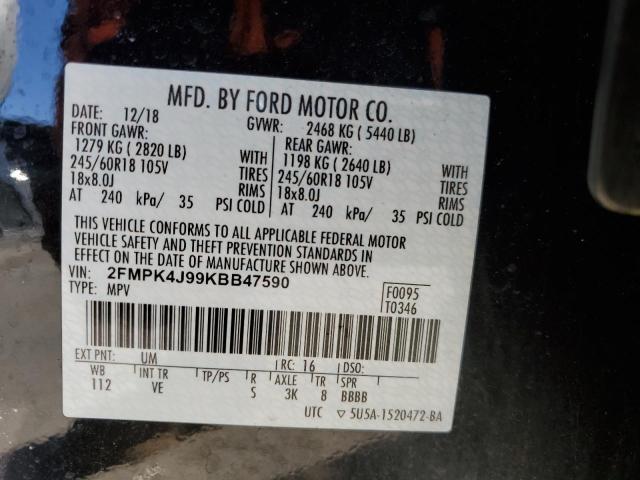 MFD. BY FORD MOTOR CO.
DATE: 12/18 GVWR: 2468 KG ( 5440 LB)
FRONT GAWR: REAR GAWR:
1279 KG ( 2820 LB) WITH 1198 KG ( 2640 LB) WITH
245/60R18 105V TIRES 245/60R18 105V TIRES
18x8.0J RIMS 18x8.0J RIMS
AT 240 kPa/ 35 PSI COLD AT 240 kPa/ 35 PSI COLD
THIS VEHICLE CONFORMS TO ALL APPLICABLE FEDERAL MOTOR
VEHICLE SAFETY AND THEFT PREVENTION STANDARDS IN
EFFECT ON THE DATE OF MANUFACTURE SHOWN ABOVE.
VIN: 2FMPK4J99KBB47590 F0095
TYPE: MPV T0346
EXT PNT: UM RC: 16 DSO:
WB INT TR TP/PS R AXLE TR SPR
112 VE S 3K 8 BBBB
UTC ▽ 5U5A-1520472-BA